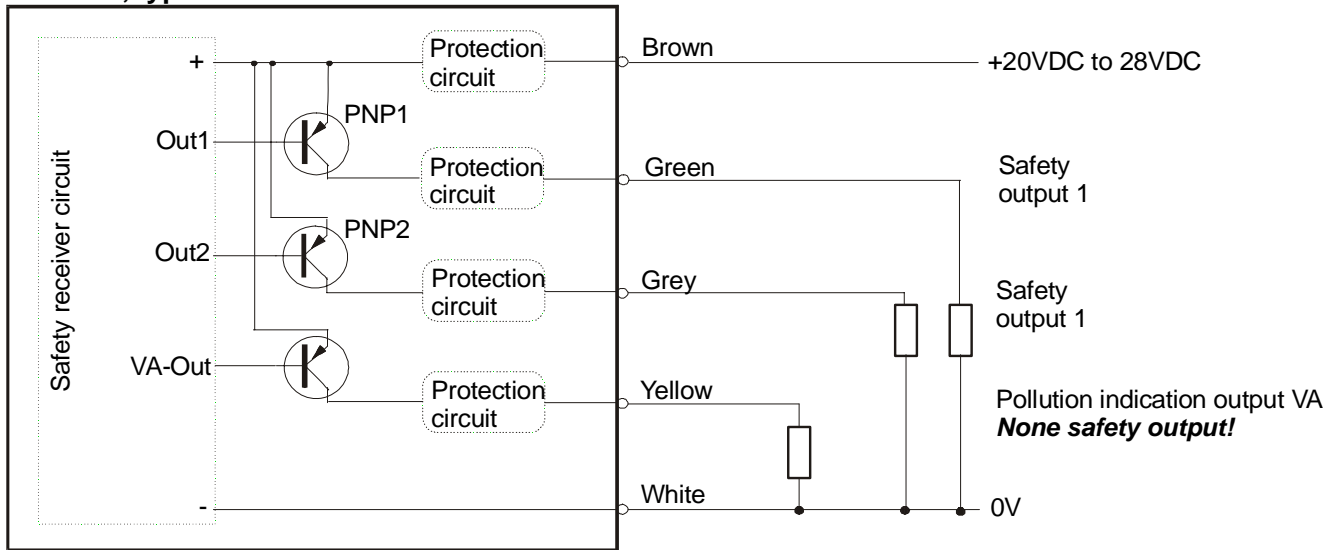 Protection
circuit
Brown
+
+20VDC to 28VDC
PNP1
Out1
Protection
circuit
Green
Safety
output 1
Safety receiver circuit
PNP2
Out2
Protection
circuit
Grey
Safety
output 1
VA-Out
Protection
circuit
Yellow
Pollution indication output VA
None safety output!
White
-
0V